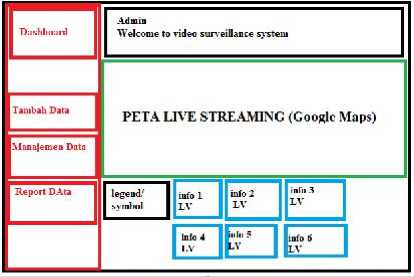 Dashboard
Admin
Welcome to video surveillance system
Tambah Data
Manajemen Data
Report DAta
PETA LIVE STREAMING (Google Maps)
legend/
symbol
info 1
LV
info 2
LV
info 3
LV
info 4
LV
info 5
LV
info 6
LV